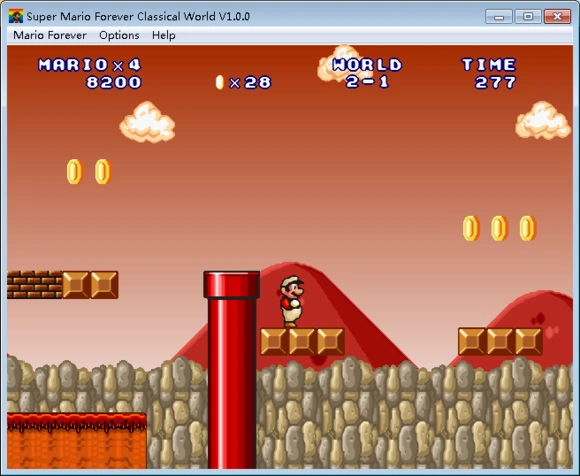 Super Mario Forever Classical World V1.0.0
Mario Forever Options Help
MARIO×4 WORLD TIME
8200 ×28 2-1 277